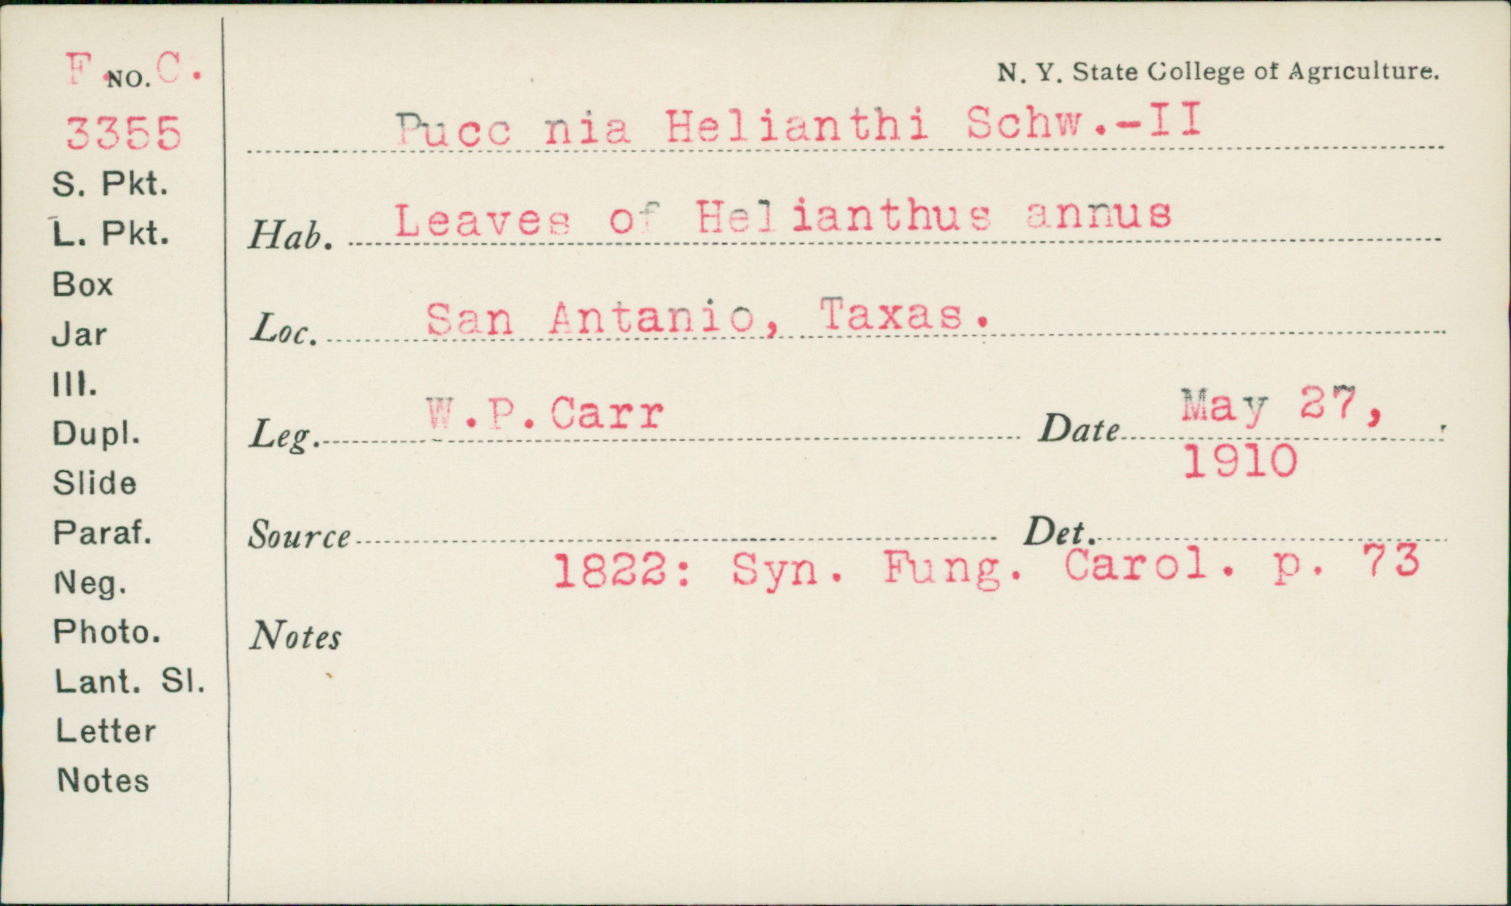 F. NO. C.
3355
S. Pkt.
L. Pkt.
Box
Jar
Ill.
Dupl.
Slide
Paraf.
Neg.
Photo.
Lant. Sl.
Letter
Notes
N. Y. State College of Agriculture.
Pucc nia Helianthi Schw.-II
Hab. Leaves of Helianthus annus
Loc. San Antanio, Taxas.
Leg. W.P.Carr Date May 27,
1910
Source Det.
1822: Syn. Fung. Carol. p. 73
Notes